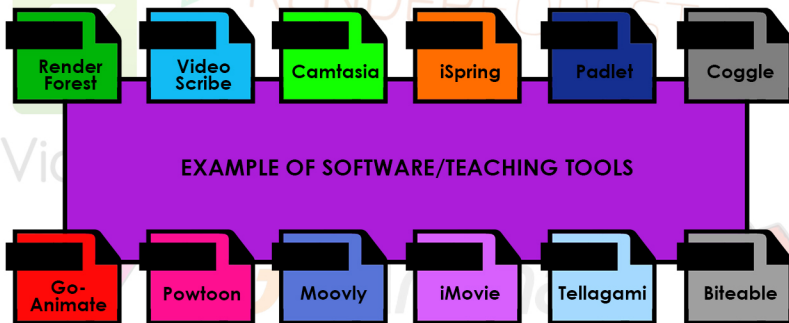 Render
Forest
Video
Scribe
Camtasia
iSpring
Padlet
Coggle
EXAMPLE OF SOFTWARE/TEACHING TOOLS
Go-
Animate
Powtoon
Moovly
iMovie
Tellagami
Biteable